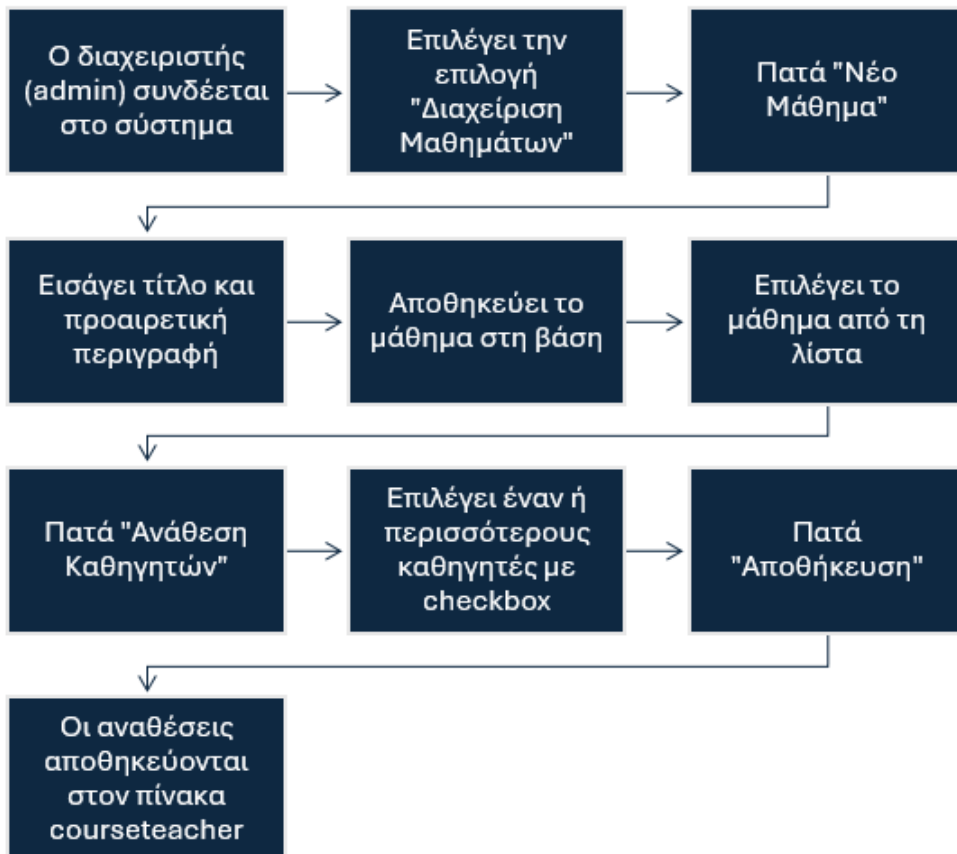 Ο διαχειριστής
(admin) συνδέεται
στο σύστημα
Επιλέγει την
επιλογή
"Διαχείριση
Μαθημάτων"
Πατά "Νέο
Μάθημα"
Εισάγει τίτλο και
προαιρετική
περιγραφή
Αποθηκεύει το
μάθημα στη βάση
Επιλέγει το
μάθημα από τη
λίστα
Πατά "Ανάθεση
Καθηγητών"
Επιλέγει έναν ή
περισσότερους
καθηγητές με
checkbox
Πατά
"Αποθήκευση"
Οι αναθέσεις
αποθηκεύονται
στον πίνακα
courseteacher